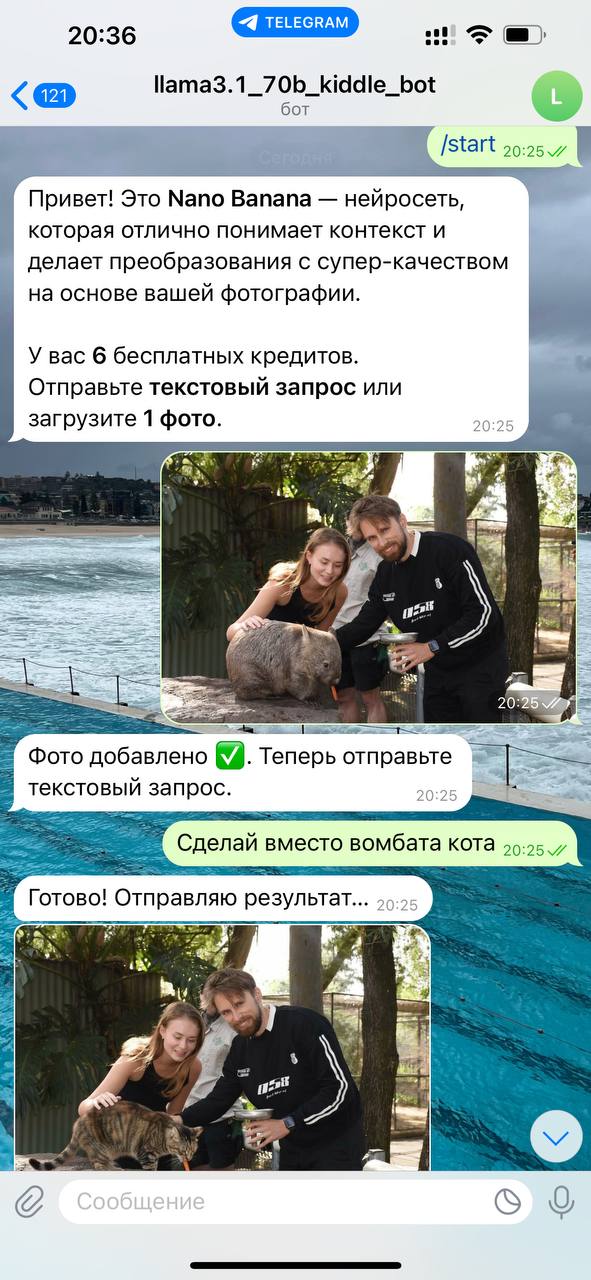 20:36
TELEGRAM
121
llama3.1_70b_kiddle_bot
бот
L
/start 20:25
Сегодня
Привет! Это Nano Banana — нейросеть,
которая отлично понимает контекст и
делает преобразования с супер-качеством
на основе вашей фотографии.
У вас 6 бесплатных кредитов.
Отправьте текстовый запрос или
загрузите 1 фото.
20:25
20:25
Фото добавлено ✅. Теперь отправьте
текстовый запрос.
20:25
Сделай вместо вомбата кота 20:25
Готово! Отправляю результат... 20:25
Сообщение